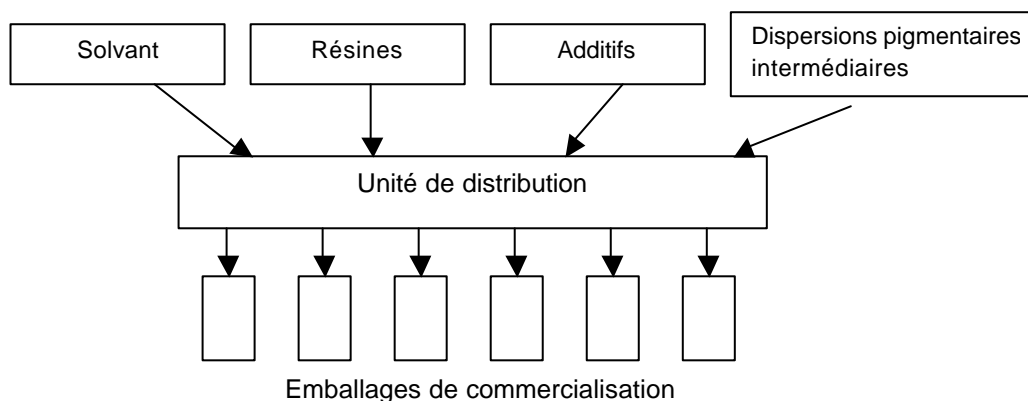 Solvant
Résines
Additifs
Dispersions pigmentaires
intermédiaires
Unité de distribution
Emballages de commercialisation